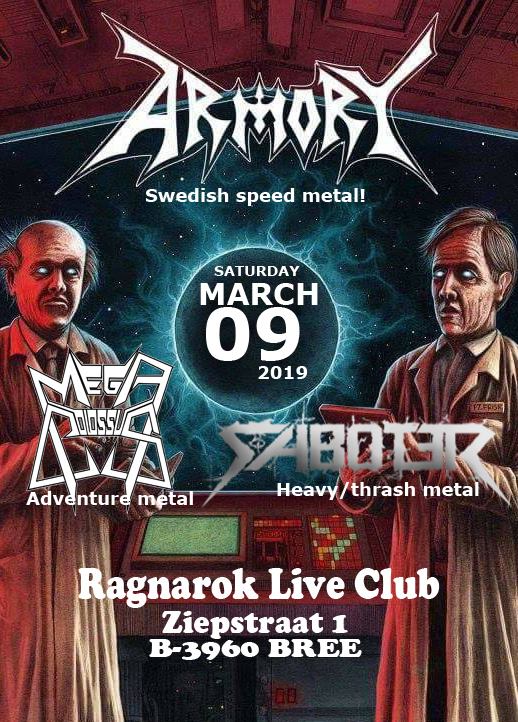 ARMORY
Swedish speed metal!
SATURDAY
MARCH
09
2019
MEGA
COLOSSUS
Adventure metal
SABOTER
Heavy/thrash metal
Ragnarok Live Club
Ziepstraat 1
B-3960 BREE